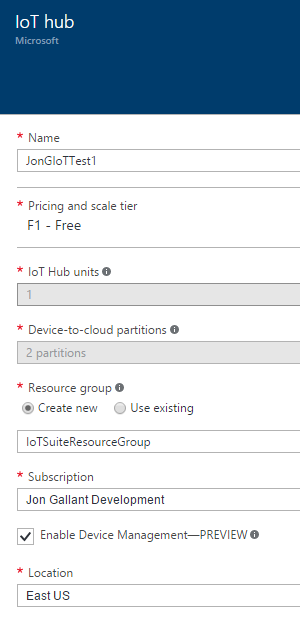 IoT hub
Microsoft
* Name
JonGIoTTest1
* Pricing and scale tier
F1 - Free
* IoT Hub units
1
* Device-to-cloud partitions
2 partitions
* Resource group
Create new Use existing
IoTSuiteResourceGroup
* Subscription
Jon Gallant Development
Enable Device Management—PREVIEW
* Location
East US